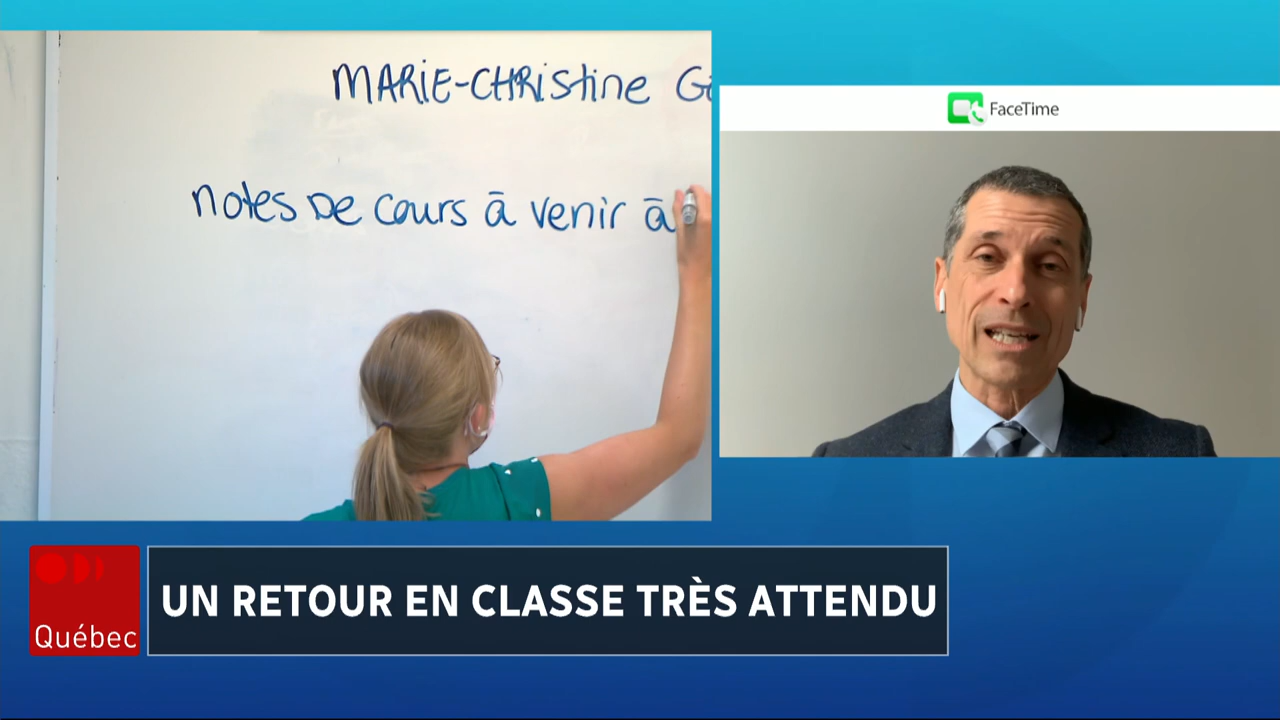 MARIE-CHRistine
notes De cours à venir à
FaceTime
Québec
UN RETOUR EN CLASSE TRÈS ATTENDU